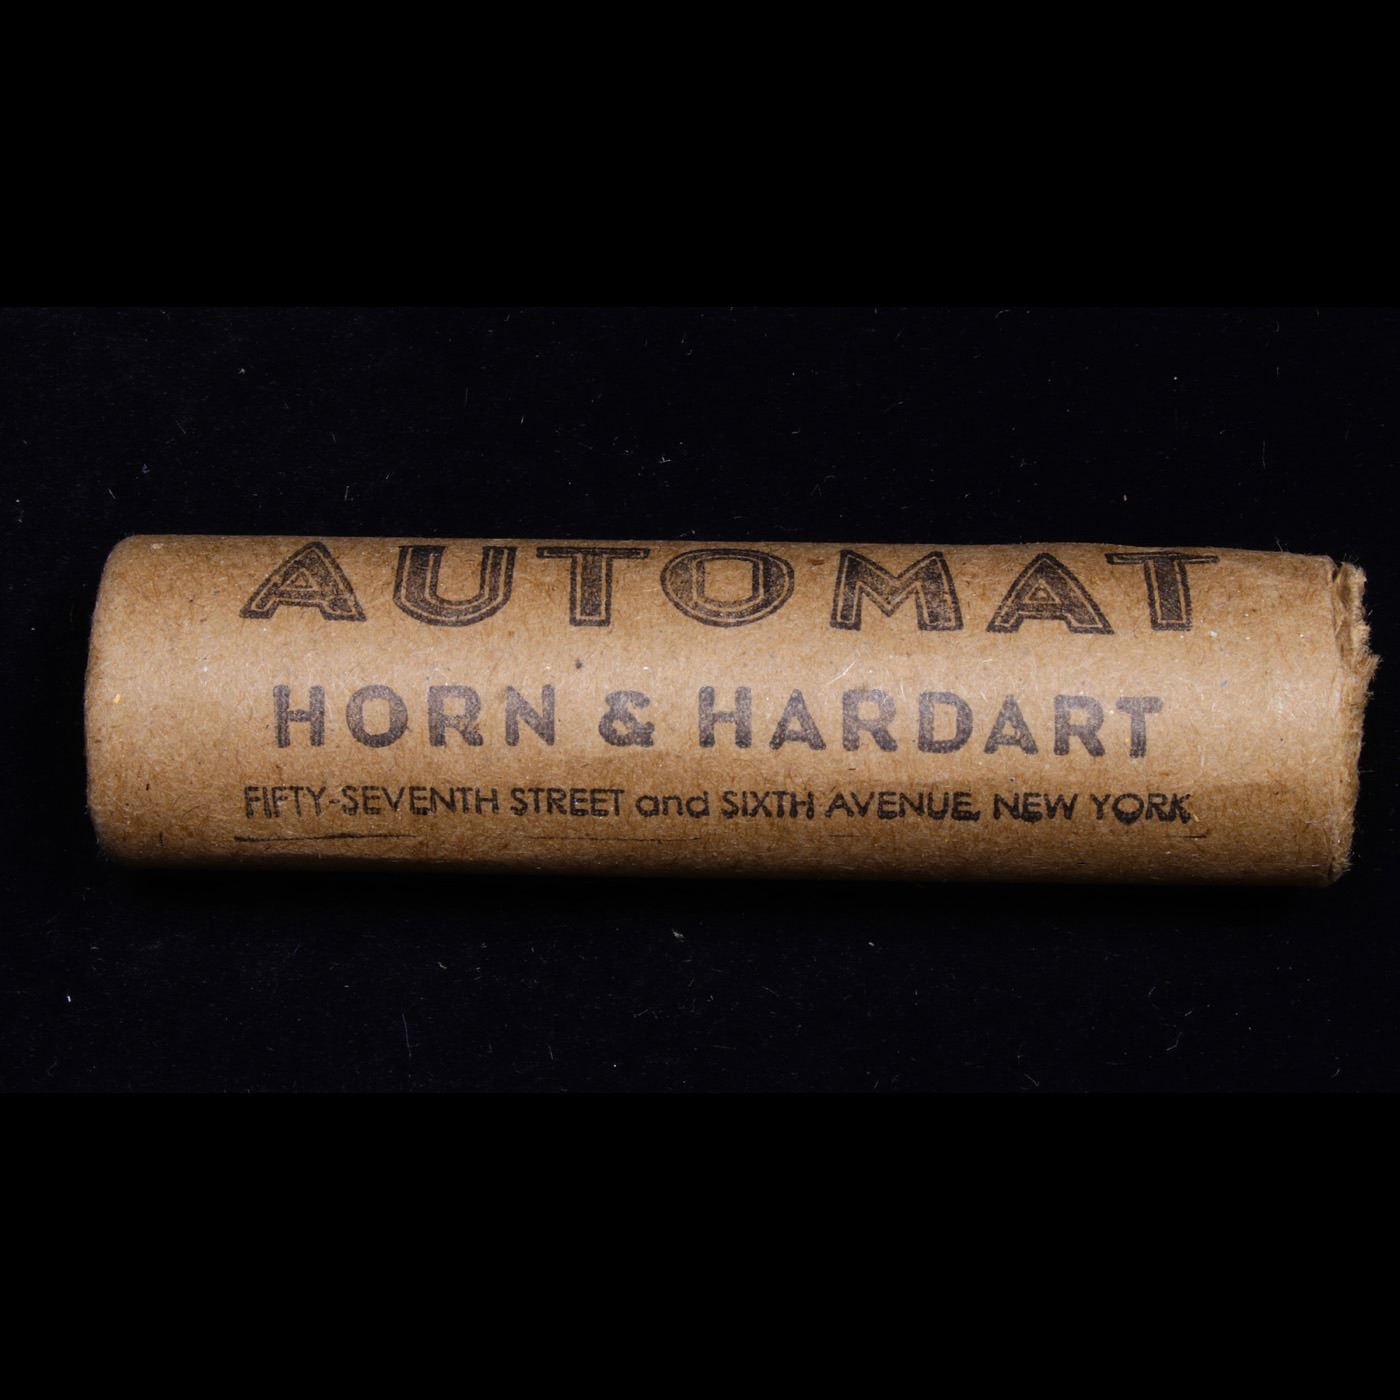 AUTOMAT
HORN & HARDART
FIFTY-SEVENTH STREET and SIXTH AVENUE, NEW YORK